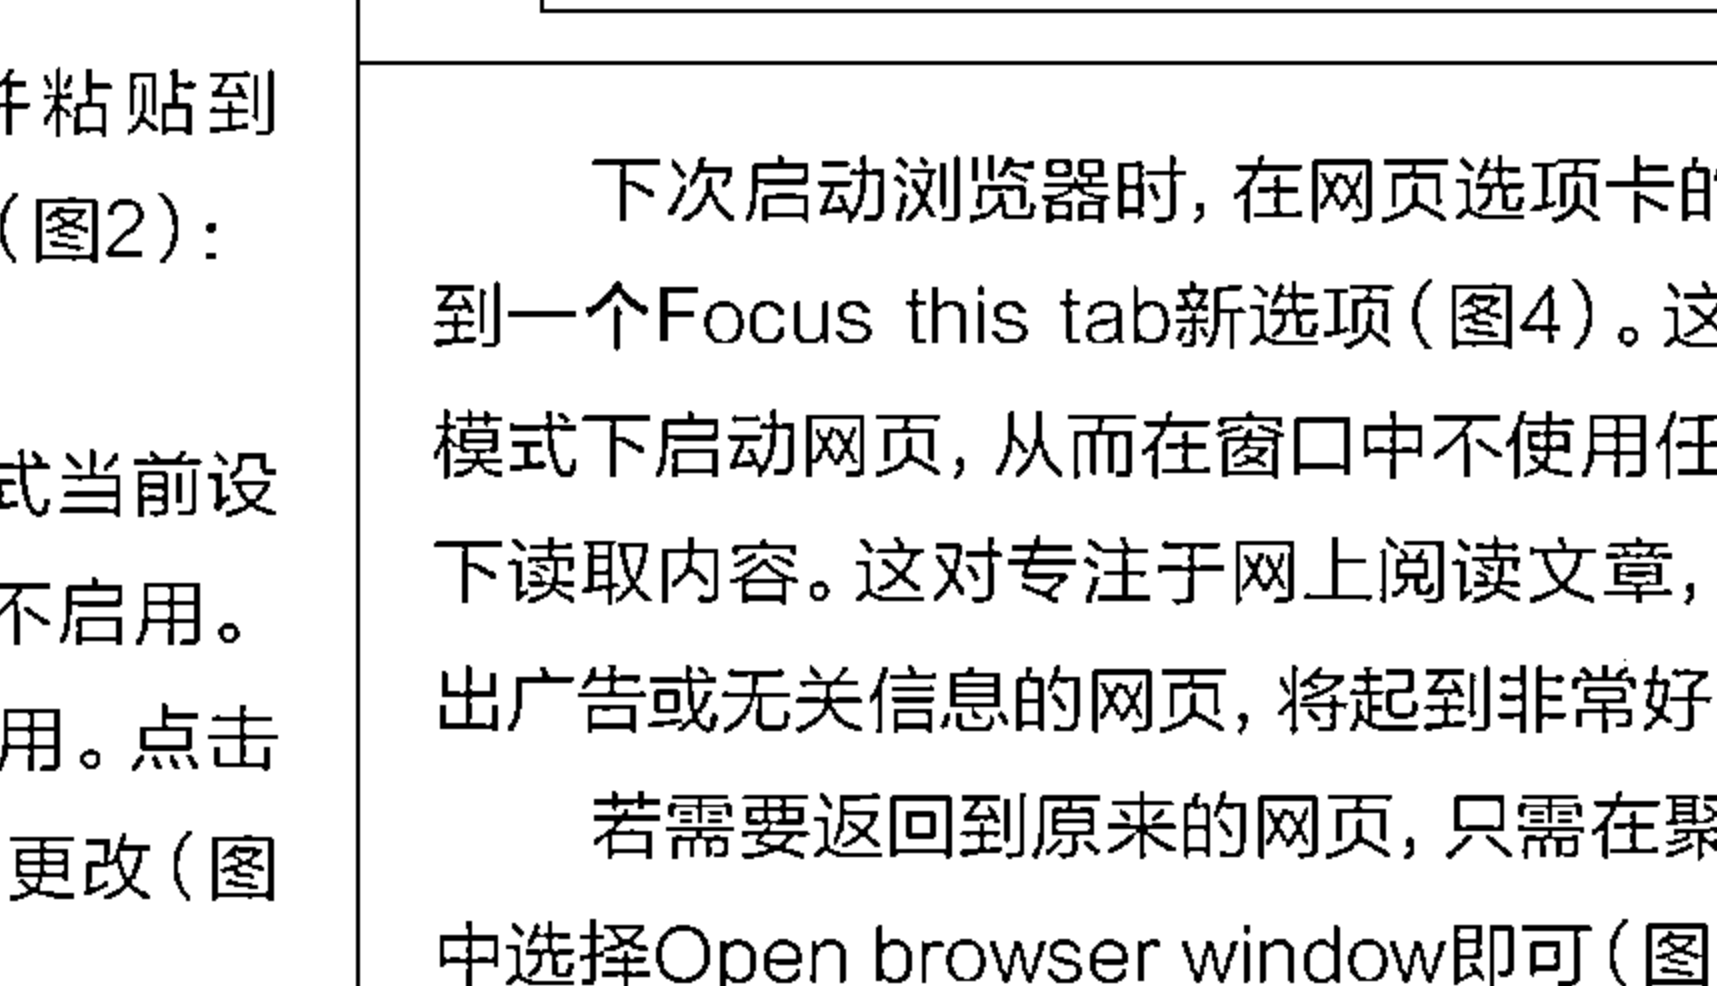 并粘贴到
（图2）：
式当前设
不启用。
用。点击
更改（图
下次启动浏览器时，在网页选项卡的
到一个Focus this tab新选项（图4）。这
模式下启动网页，从而在窗口中不使用任
下读取内容。这对专注于网上阅读文章，
出广告或无关信息的网页，将起到非常好
若需要返回到原来的网页，只需在聚
中选择Open browser window即可（图